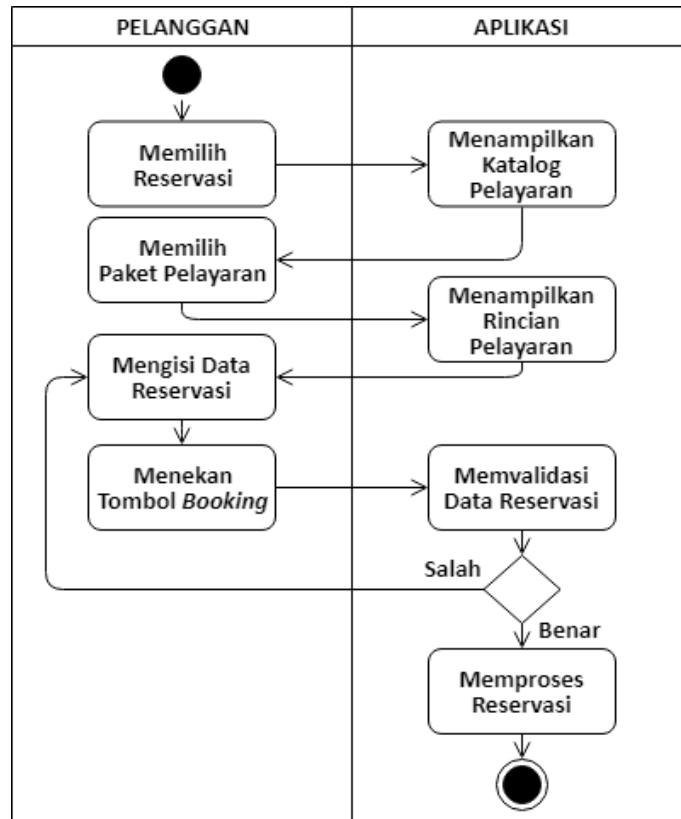 PELANGGAN
APLIKASI
Memilih
Reservasi
Menampilkan
Katalog
Pelayaran
Memilih
Paket Pelayaran
Menampilkan
Rincian
Pelayaran
Mengisi Data
Reservasi
Menekan
Tombol Booking
Memvalidasi
Data Reservasi
Salah
Benar
Memproses
Reservasi